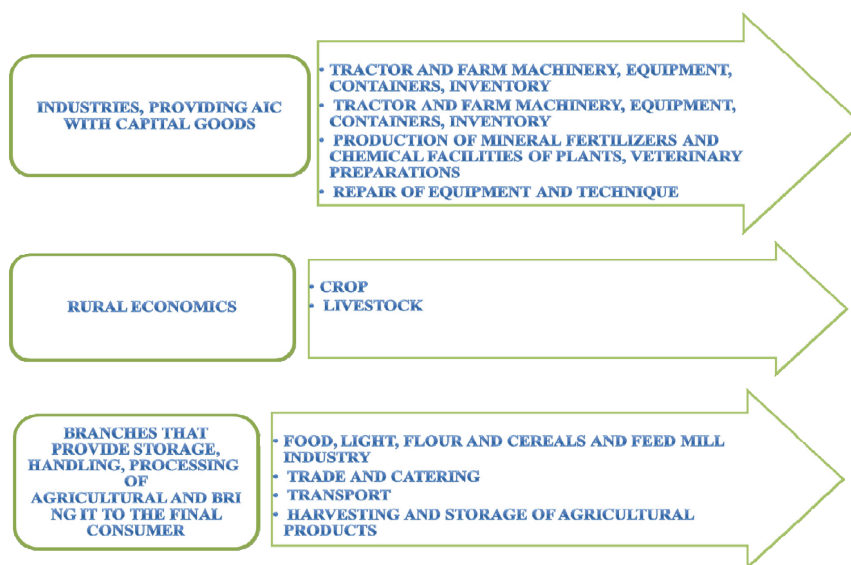 INDUSTRIES, PROVIDING AIC
WITH CAPITAL GOODS
• TRACTOR AND FARM MACHINERY, EQUIPMENT,
CONTAINERS, INVENTORY
• TRACTOR AND FARM MACHINERY, EQUIPMENT,
CONTAINERS, INVENTORY
• PRODUCTION OF MINERAL FERTILIZERS AND
CHEMICAL FACILITIES OF PLANTS, VETERINARY
PREPARATIONS
• REPAIR OF EQUIPMENT AND TECHNIQUE
RURAL ECONOMICS
• CROP
• LIVESTOCK
BRANCHES THAT
PROVIDE STORAGE,
HANDLING, PROCESSING
OF
AGRICULTURAL AND BRI
NG IT TO THE FINAL
CONSUMER
• FOOD, LIGHT, FLOUR AND CEREALS AND FEED MILL
INDUSTRY
• TRADE AND CATERING
• TRANSPORT
• HARVESTING AND STORAGE OF AGRICULTURAL
PRODUCTS